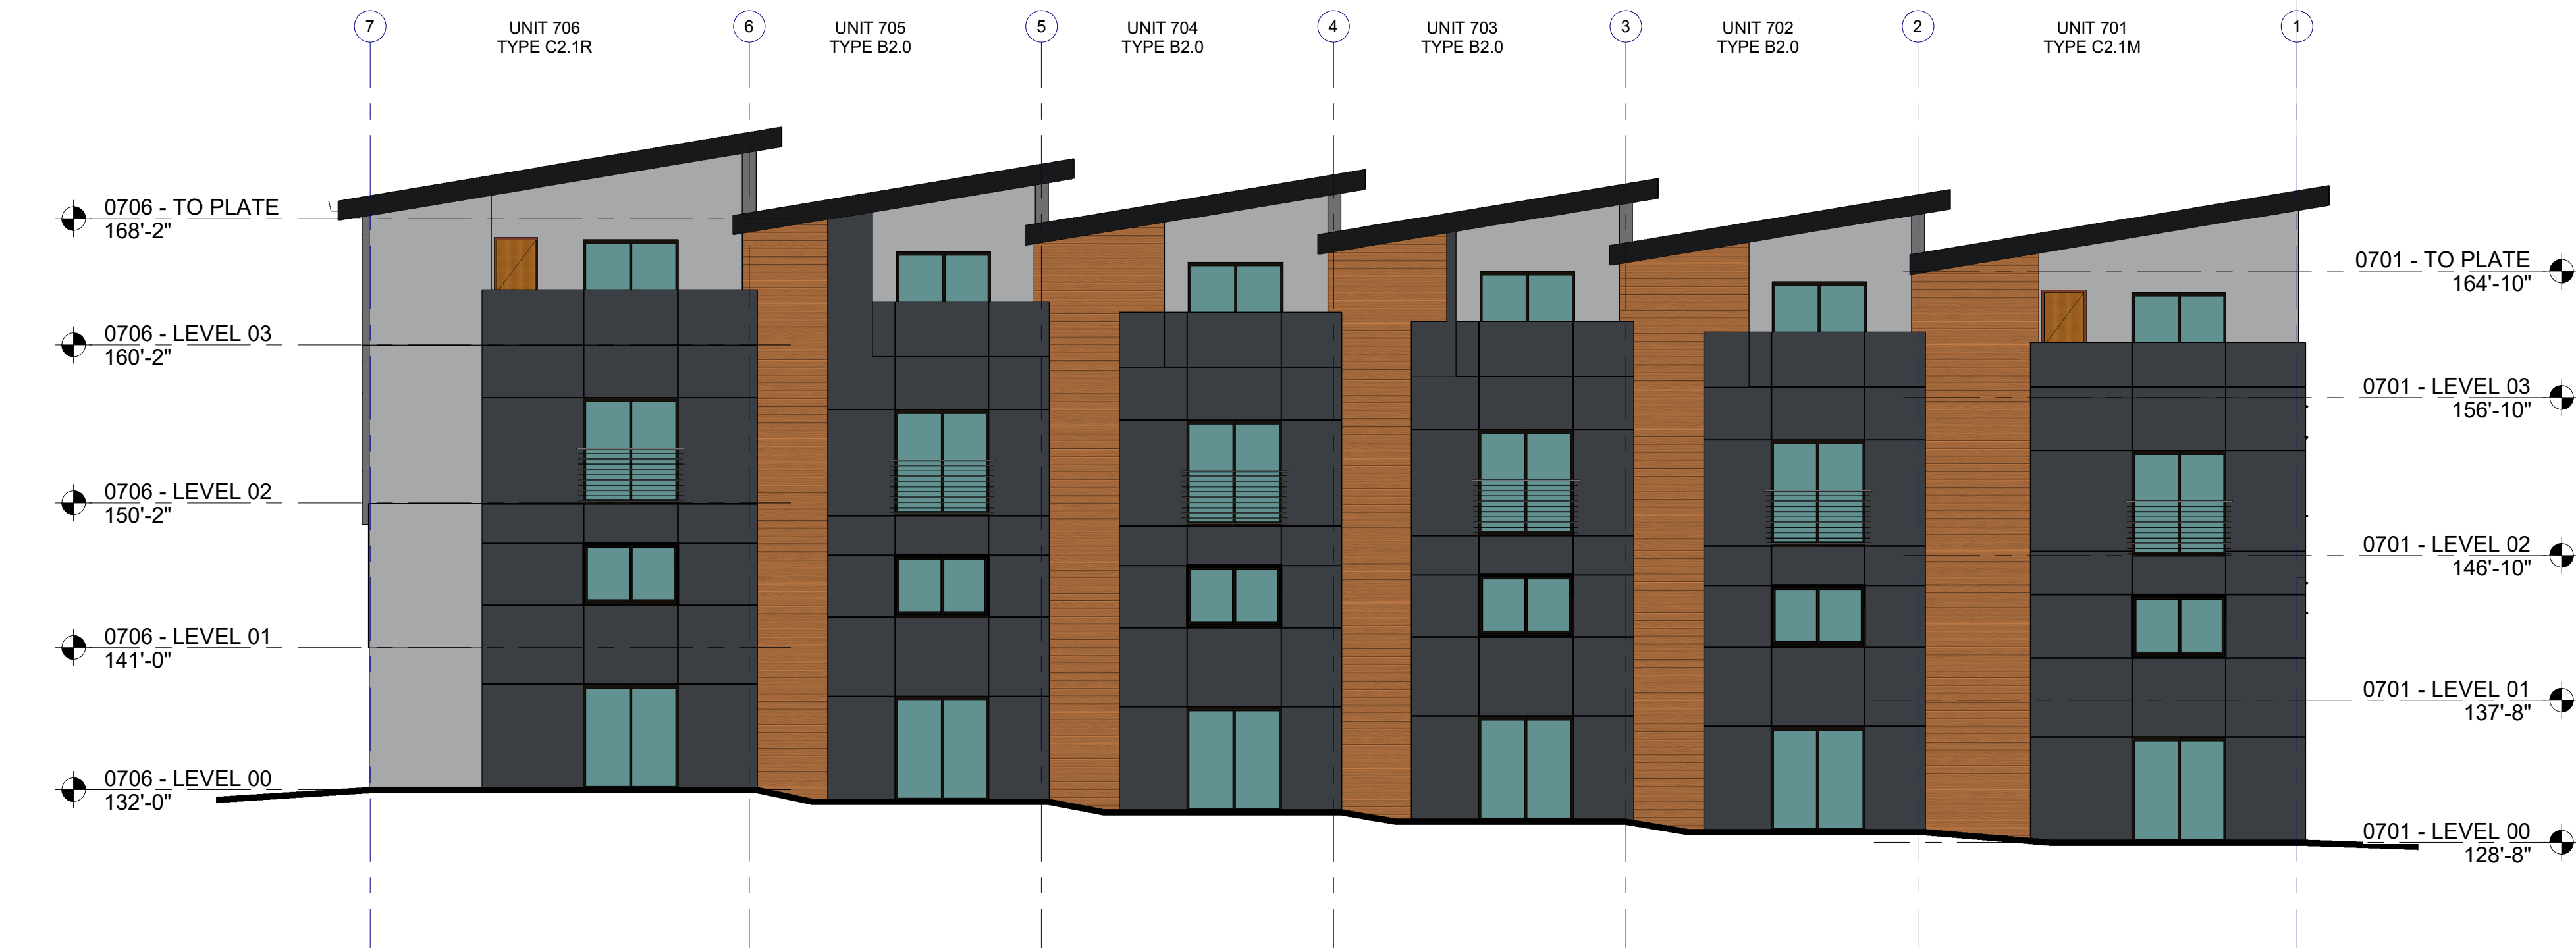 7
UNIT 706
TYPE C2.1R
6
UNIT 705
TYPE B2.0
5
UNIT 704
TYPE B2.0
4
UNIT 703
TYPE B2.0
3
UNIT 702
TYPE B2.0
2
UNIT 701
TYPE C2.1M
1
0706 - TO PLATE
168'-2"
0706 - LEVEL 03
160'-2"
0706 - LEVEL 02
150'-2"
0706 - LEVEL 01
141'-0"
0706 - LEVEL 00
132'-0"
0701 - TO PLATE
164'-10"
0701 - LEVEL 03
156'-10"
0701 - LEVEL 02
146'-10"
0701 - LEVEL 01
137'-8"
0701 - LEVEL 00
128'-8"